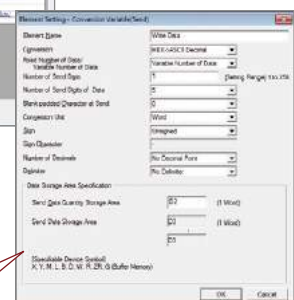 Element Setting - Conversion Variable(Send)
Element Name
Write Data
Conversion
HEX->ASCII Decimal
Fixed Number of Data/
Variable Number of Data
Variable Number of Data
Number of Send Data
1
[Setting Range] 1 to 256
Number of Send Digits of Data
5
Blank-padded Character at Send
0
Conversion Unit
Word
Sign
Unsigned
Sign Character
Number of Decimals
No Decimal Point
Delimiter
No Delimiter
Data Storage Area Specification
Send Data Quantity Storage Area
(1 Word)
Send Data Storage Area
(1 Word)
[Specifiable Device Symbol]
X, Y, M, L, B, D, W, R, ZR, G (Buffer Memory)
OK
Cancel